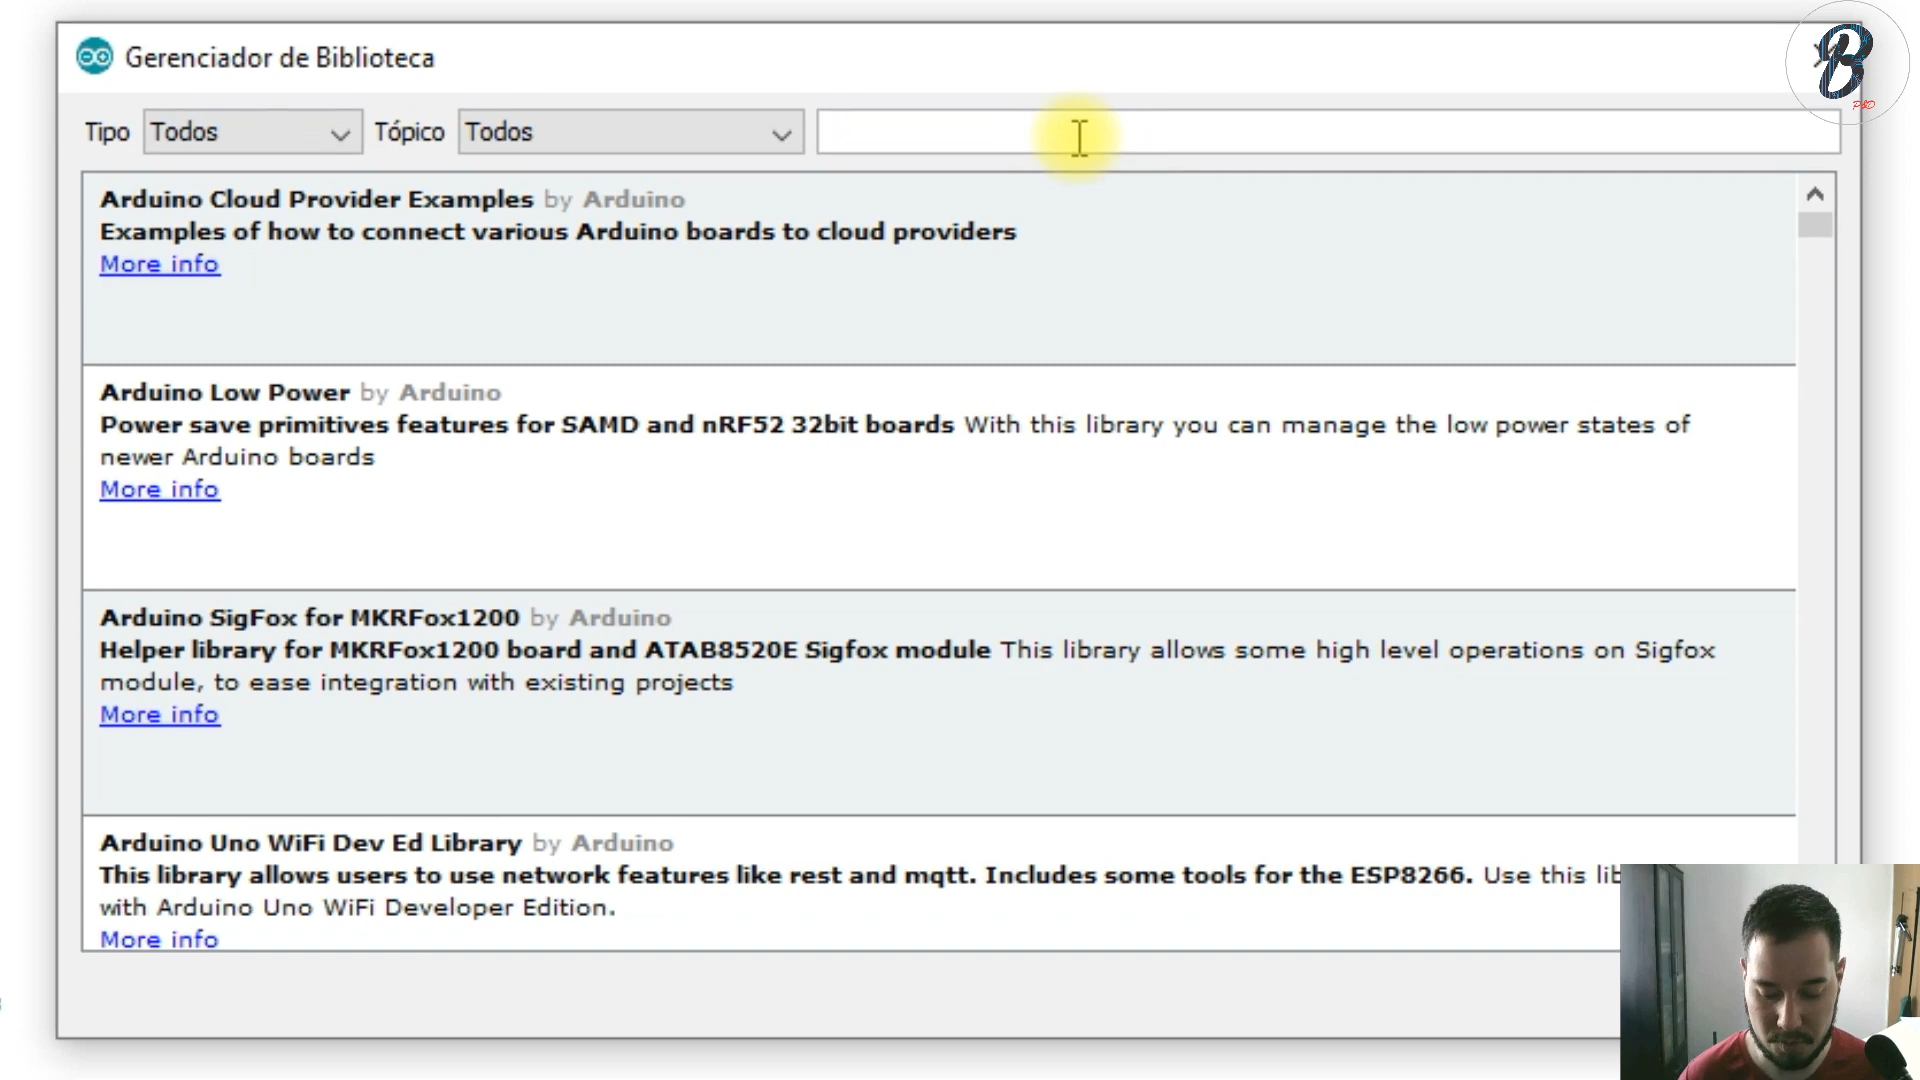 Gerenciador de Biblioteca
B
P&D
Tipo Todos Tópico Todos
Arduino Cloud Provider Examples by Arduino
Examples of how to connect various Arduino boards to cloud providers
More info
Arduino Low Power by Arduino
Power save primitives features for SAMD and nRF52 32bit boards With this library you can manage the low power states of
newer Arduino boards
More info
Arduino SigFox for MKRFox1200 by Arduino
Helper library for MKRFox1200 board and ATAB8520E Sigfox module This library allows some high level operations on Sigfox
module, to ease integration with existing projects
More info
Arduino Uno WiFi Dev Ed Library by Arduino
This library allows users to use network features like rest and mqtt. Includes some tools for the ESP8266. Use this
with Arduino Uno WiFi Developer Edition.
More info